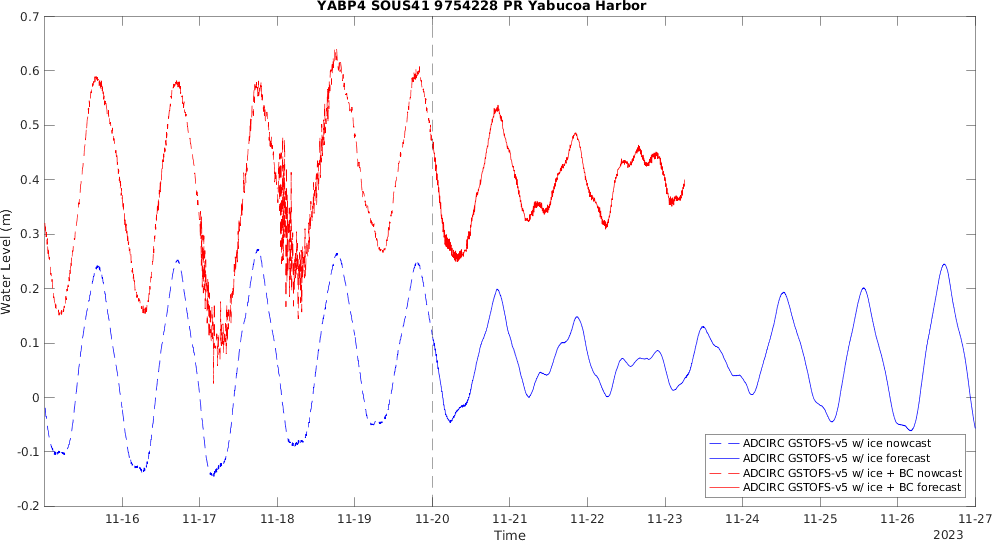 YABP4 SOUS41 9754228 PR Yabucoa Harbor
0.7
0.6
0.5
0.4
0.3
0.2
0.1
0
-0.1
-0.2
Water Level (m)
ADCIRC GSTOFS-v5 w/ ice nowcast
ADCIRC GSTOFS-v5 w/ ice forecast
ADCIRC GSTOFS-v5 w/ ice + BC nowcast
ADCIRC GSTOFS-v5 w/ ice + BC forecast
11-16 11-17 11-18 11-19 11-20 11-21 11-22 11-23 11-24 11-25 11-26 11-27
Time
2023